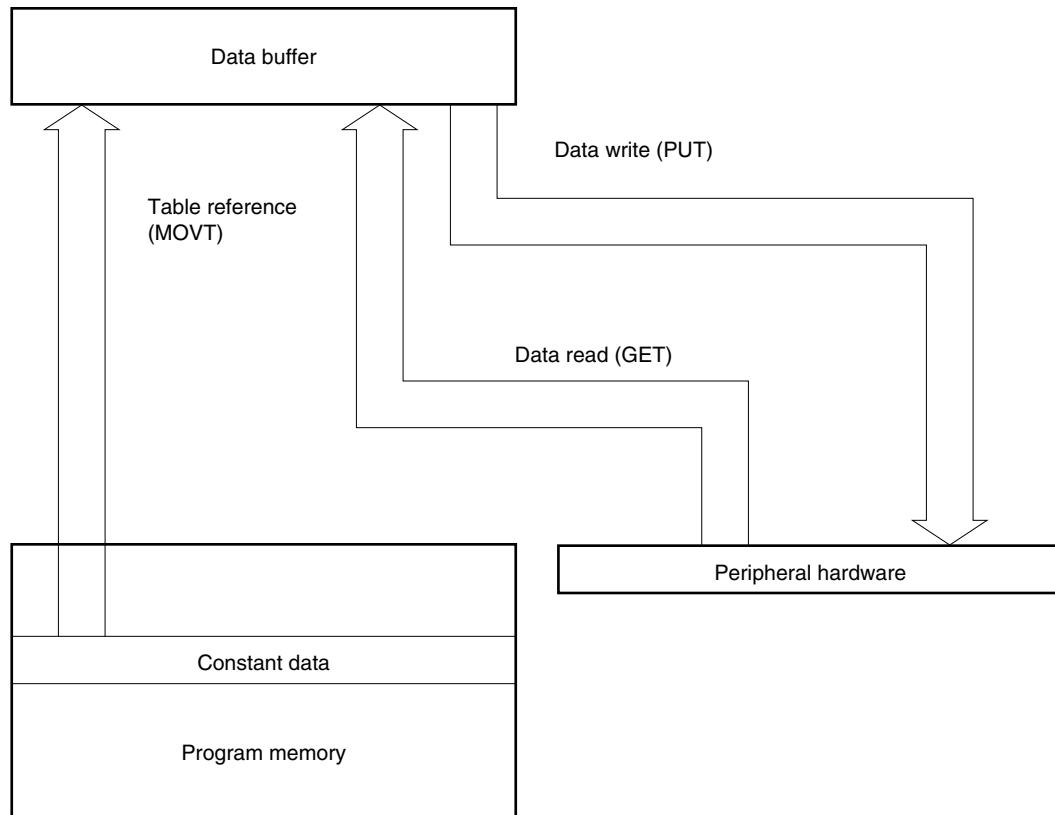 Data buffer
Data write (PUT)
Table reference
(MOVT)
Data read (GET)
Peripheral hardware
Constant data
Program memory